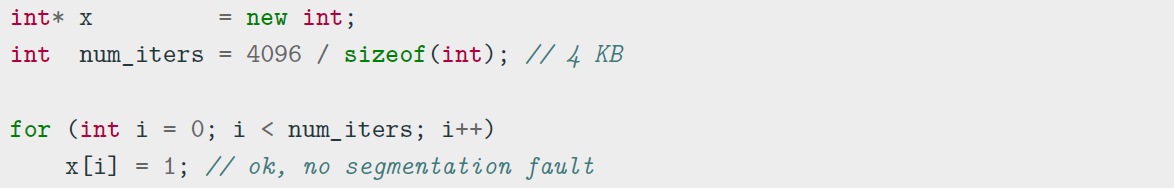 int* x         = new int;
int  num_iters = 4096 / sizeof(int); // 4 KB
for (int i = 0; i < num_iters; i++)
    x[i] = 1; // ok, no segmentation fault